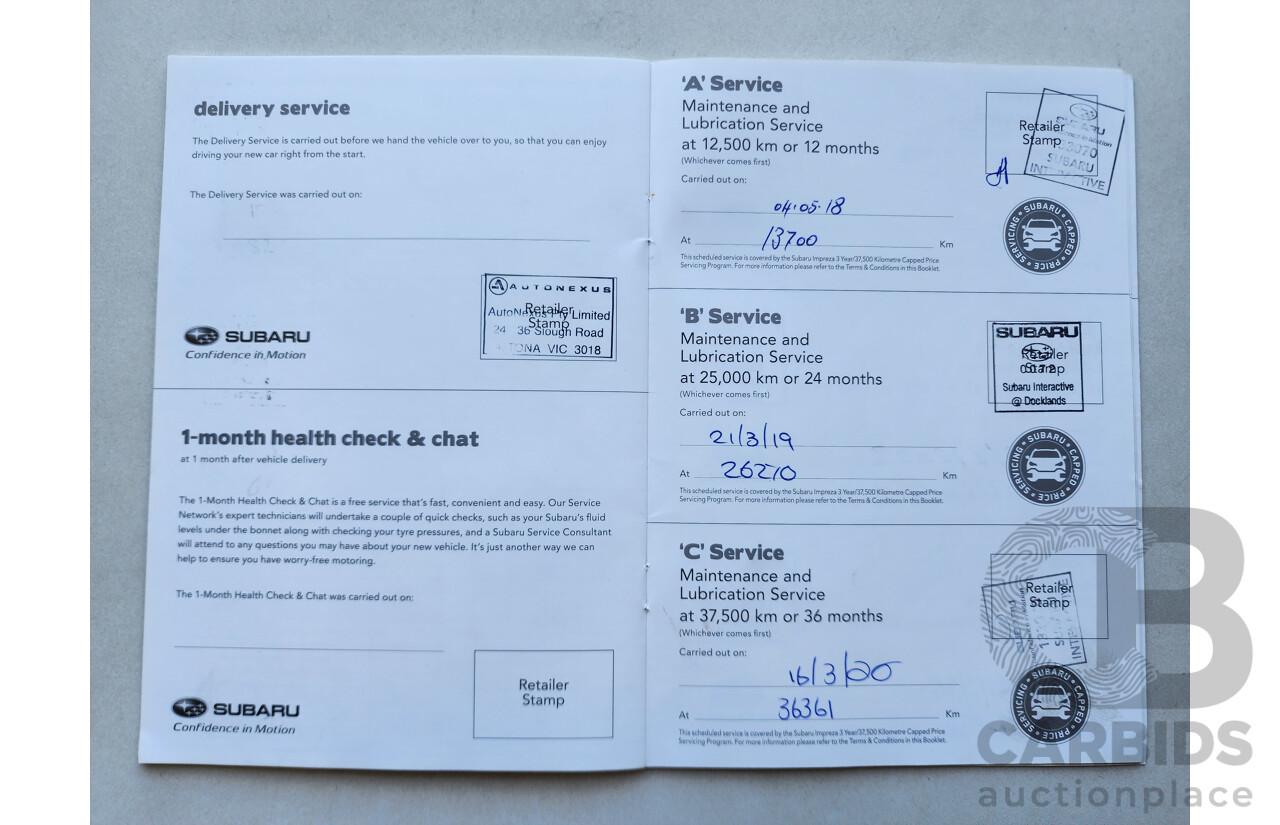 delivery service
The Delivery Service is carried out before we hand the vehicle over to you, so that you can enjoy
driving your new car right from the start.
The Delivery Service was carried out on:
AUTONEXUS
AutoNexus Pty Limited
Retailer
Stamp
36 Slough Road
VIC 3018
SUBARU
Confidence in Motion
1-month health check & chat
at 1 month after vehicle delivery
The 1-Month Health Check & Chat is a free service that's fast, convenient and easy. Our Service
Network's expert technicians will undertake a couple of quick checks, such as your Subaru's fluid
levels under the bonnet along with checking your tyre pressures, and a Subaru Service Consultant
will attend to any questions you may have about your new vehicle. It's just another way we can
help to ensure you have worry-free motoring.
The 1-Month Health Check & Chat was carried out on:
Retailer
Stamp
SUBARU
Confidence in Motion
'A' Service
Maintenance and
Lubrication Service
at 12,500 km or 12 months
(Whichever comes first)
Carried out on:
04.05.18
At 13700 Km
This scheduled service is covered by the Subaru Impreza 3 Year/37,500 Kilometre Capped Price
Servicing Program. For more information please refer to the Terms & Conditions in this Booklet.
Retailer
Stamp
SUBARU
SUBARU
SUBARU CAPPED PRICE SERVICING
'B' Service
Maintenance and
Lubrication Service
at 25,000 km or 24 months
(Whichever comes first)
Carried out on:
21/3/19
At 26210 Km
This scheduled service is covered by the Subaru Impreza 3 Year/37,500 Kilometre Capped Price
Servicing Program. For more information please refer to the Terms & Conditions in this Booklet.
SUBARU
Retailer
Stamp
Subaru Interactive
@ Docklands
SUBARU CAPPED PRICE SERVICING
'C' Service
Maintenance and
Lubrication Service
at 37,500 km or 36 months
(Whichever comes first)
Carried out on:
16/3/20
At 36361 Km
This scheduled service is covered by the Subaru Impreza 3 Year/37,500 Kilometre Capped Price
Servicing Program. For more information please refer to the Terms & Conditions in this Booklet.
Retailer
Stamp
SUBARU CAPPED PRICE SERVICING
B
CARBIDS
auctionplace